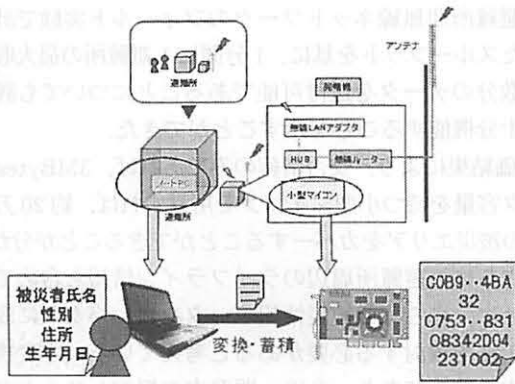 アンテナ
避難所
発電機
無線LANアダプタ
HUB
無線ルーター
ノートPC
小型マイコン
避難所
被災者氏名
性別
住所
生年月日
変換・蓄積
C0B9‥4BA
32
0753‥831
08342D04
231002‥